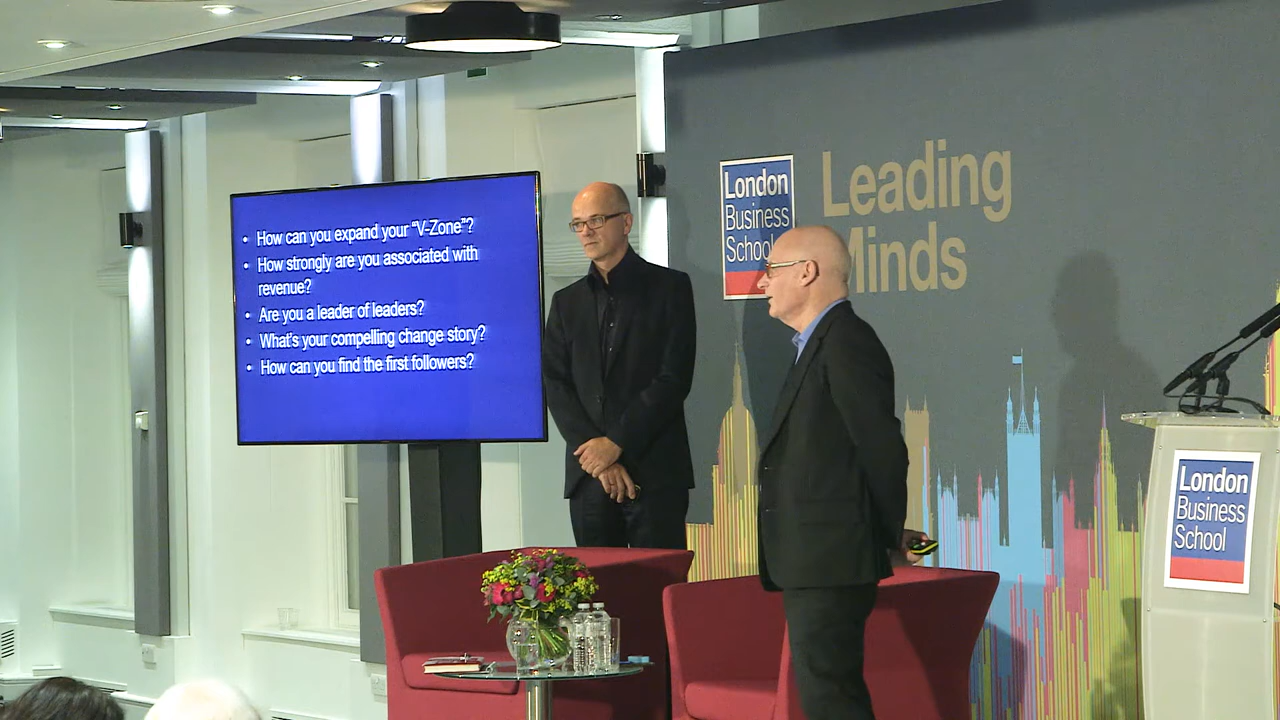 • How can you expand your "V-Zone"?
• How strongly are you associated with
revenue?
• Are you a leader of leaders?
• What's your compelling change story?
• How can you find the first followers?
London
Business
School
Leading
Minds
London
Business
School